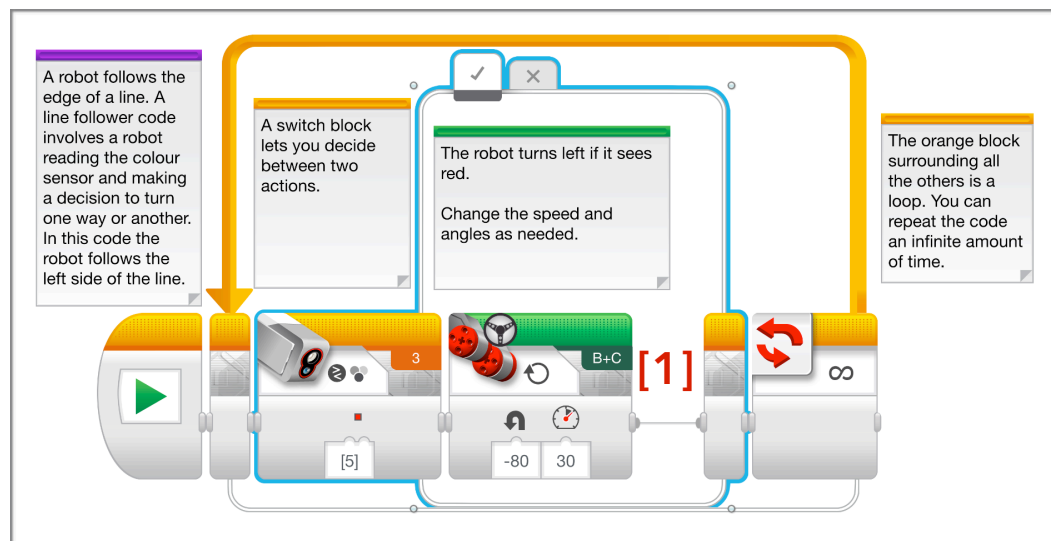 A robot follows the
edge of a line. A
line follower code
involves a robot
reading the colour
sensor and making
a decision to turn
one way or another.
In this code the
robot follows the
left side of the line.
A switch block
lets you decide
between two
actions.
The robot turns left if it sees
red.
Change the speed and
angles as needed.
The orange block
surrounding all
the others is a
loop. You can
repeat the code
an infinite amount
of time.
3
B+C
[1]
∞
[5]
-80
30